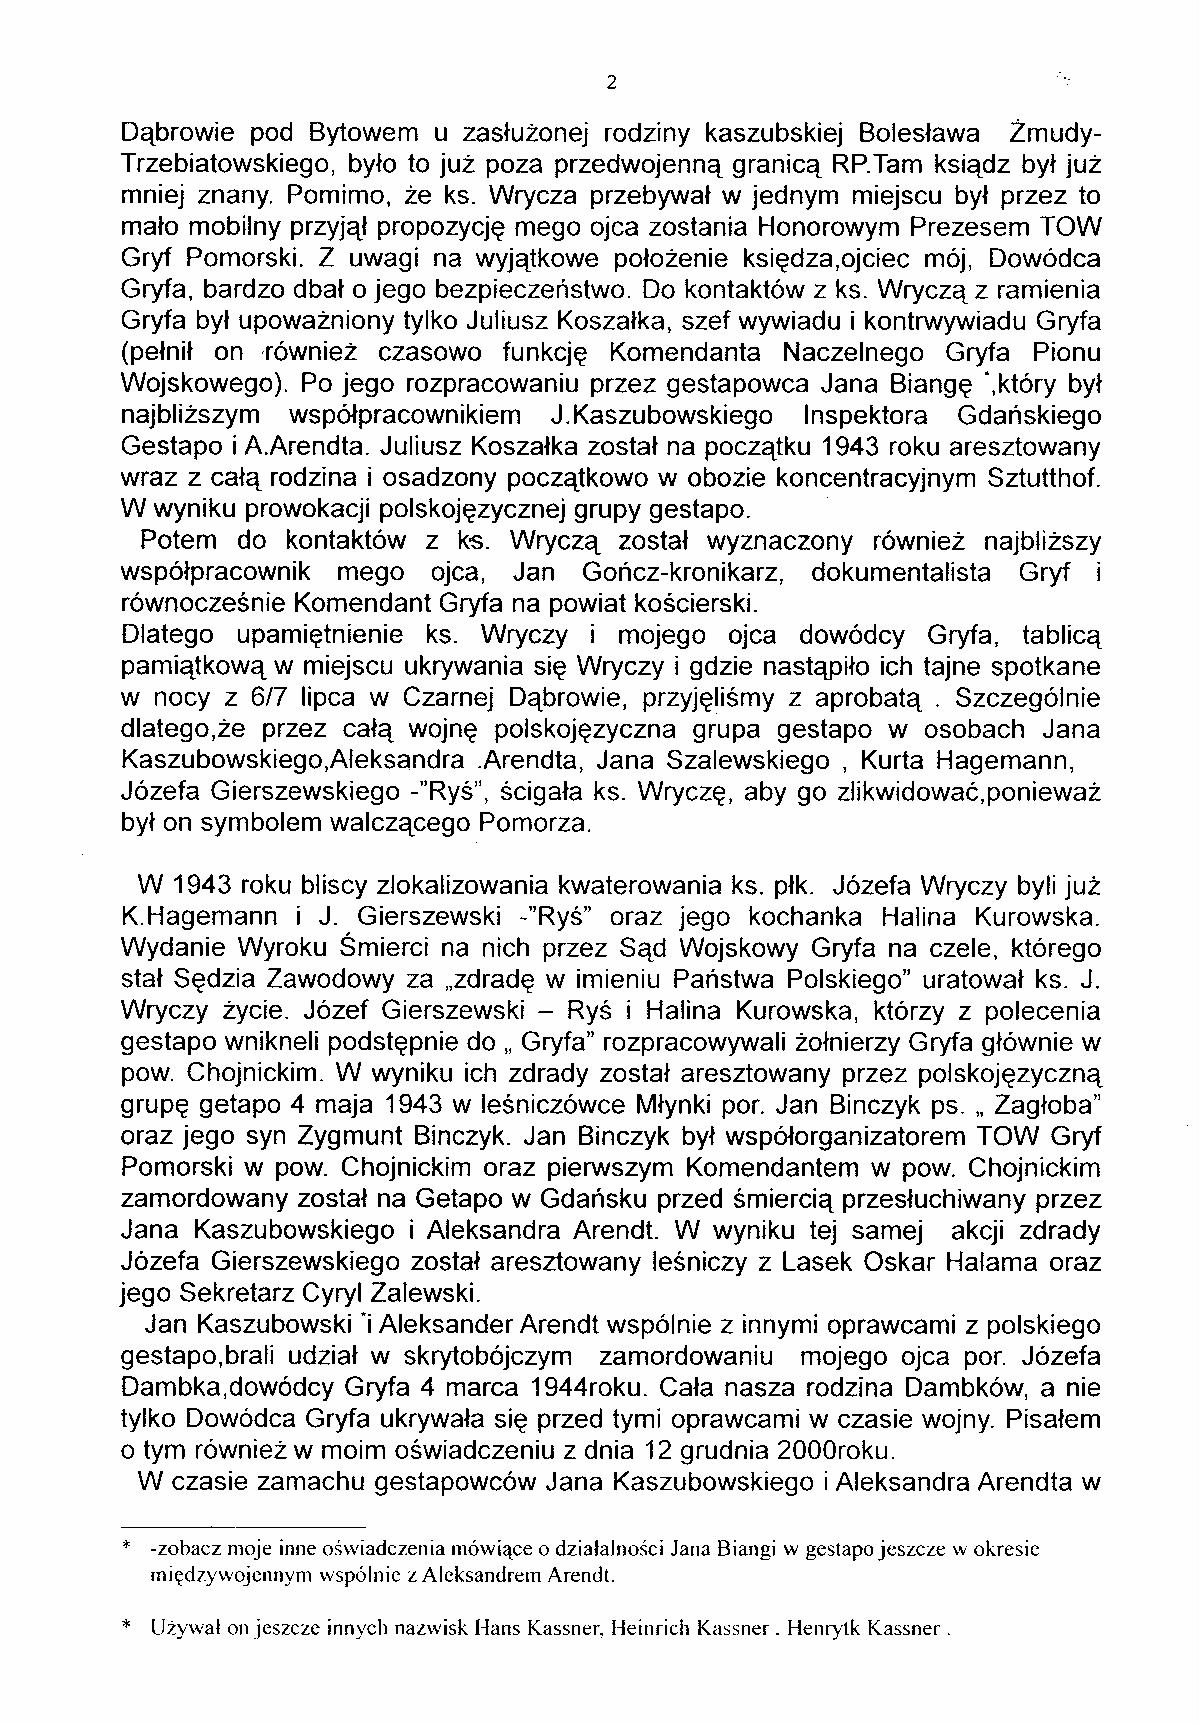 2
Dąbrowie pod Bytowem u zasłużonej rodziny kaszubskiej Bolesława Żmudy-
Trzebiatowskiego, było to już poza przedwojenną granicą RP.Tam ksiądz był już
mniej znany. Pomimo, że ks. Wrycza przebywał w jednym miejscu był przez to
mało mobilny przyjął propozycję mego ojca zostania Honorowym Prezesem TOW
Gryf Pomorski. Z uwagi na wyjątkowe położenie księdza,ojciec mój, Dowódca
Gryfa, bardzo dbał o jego bezpieczeństwo. Do kontaktów z ks. Wryczą z ramienia
Gryfa był upoważniony tylko Juliusz Koszałka, szef wywiadu i kontrwywiadu Gryfa
(pełnił on również czasowo funkcję Komendanta Naczelnego Gryfa Pionu
Wojskowego). Po jego rozpracowaniu przez gestapowca Jana Biangę *,który był
najbliższym współpracownikiem J.Kaszubowskiego Inspektora Gdańskiego
Gestapo i A.Arendta. Juliusz Koszałka został na początku 1943 roku aresztowany
wraz z całą rodzina i osadzony początkowo w obozie koncentracyjnym Sztutthof.
W wyniku prowokacji polskojęzycznej grupy gestapo.
Potem do kontaktów z ks. Wryczą został wyznaczony również najbliższy
współpracownik mego ojca, Jan Gończ-kronikarz, dokumentalista Gryf i
równocześnie Komendant Gryfa na powiat kościerski.
Dlatego upamiętnienie ks. Wryczy i mojego ojca dowódcy Gryfa, tablicą
pamiątkową w miejscu ukrywania się Wryczy i gdzie nastąpiło ich tajne spotkane
w nocy z 6/7 lipca w Czarnej Dąbrowie, przyjęliśmy z aprobatą . Szczególnie
dlatego,że przez całą wojnę polskojęzyczna grupa gestapo w osobach Jana
Kaszubowskiego,Aleksandra .Arendta, Jana Szalewskiego , Kurta Hagemann,
Józefa Gierszewskiego -”Ryś”, ścigała ks. Wryczę, aby go zlikwidować,ponieważ
był on symbolem walczącego Pomorza.
W 1943 roku bliscy zlokalizowania kwaterowania ks. płk. Józefa Wryczy byli już
K.Hagemann i J. Gierszewski -”Ryś” oraz jego kochanka Halina Kurowska.
Wydanie Wyroku Śmierci na nich przez Sąd Wojskowy Gryfa na czele, którego
stał Sędzia Zawodowy za „zdradę w imieniu Państwa Polskiego” uratował ks. J.
Wryczy życie. Józef Gierszewski – Ryś i Halina Kurowska, którzy z polecenia
gestapo wnikneli podstępnie do „ Gryfa” rozpracowywali żołnierzy Gryfa głównie w
pow. Chojnickim. W wyniku ich zdrady został aresztowany przez polskojęzyczną
grupę getapo 4 maja 1943 w leśniczówce Młynki por. Jan Binczyk ps. „ Zagłoba”
oraz jego syn Zygmunt Binczyk. Jan Binczyk był współorganizatorem TOW Gryf
Pomorski w pow. Chojnickim oraz pierwszym Komendantem w pow. Chojnickim
zamordowany został na Getapo w Gdańsku przed śmiercią przesłuchiwany przez
Jana Kaszubowskiego i Aleksandra Arendt. W wyniku tej samej akcji zdrady
Józefa Gierszewskiego został aresztowany leśniczy z Lasek Oskar Halama oraz
jego Sekretarz Cyryl Zalewski.
Jan Kaszubowski *i Aleksander Arendt wspólnie z innymi oprawcami z polskiego
gestapo,brali udział w skrytobójczym zamordowaniu mojego ojca por. Józefa
Dambka,dowódcy Gryfa 4 marca 1944roku. Cała nasza rodzina Dambków, a nie
tylko Dowódca Gryfa ukrywała się przed tymi oprawcami w czasie wojny. Pisałem
o tym również w moim oświadczeniu z dnia 12 grudnia 2000roku.
W czasie zamachu gestapowców Jana Kaszubowskiego i Aleksandra Arendta w
* -zobacz moje inne oświadczenia mówiące o działalności Jana Biangi w gestapo jeszcze w okresie
międzywojennym wspólnie z Aleksandrem Arendt.
* Używał on jeszcze innych nazwisk Hans Kassner, Heinrich Kassner . Henrytk Kassner .